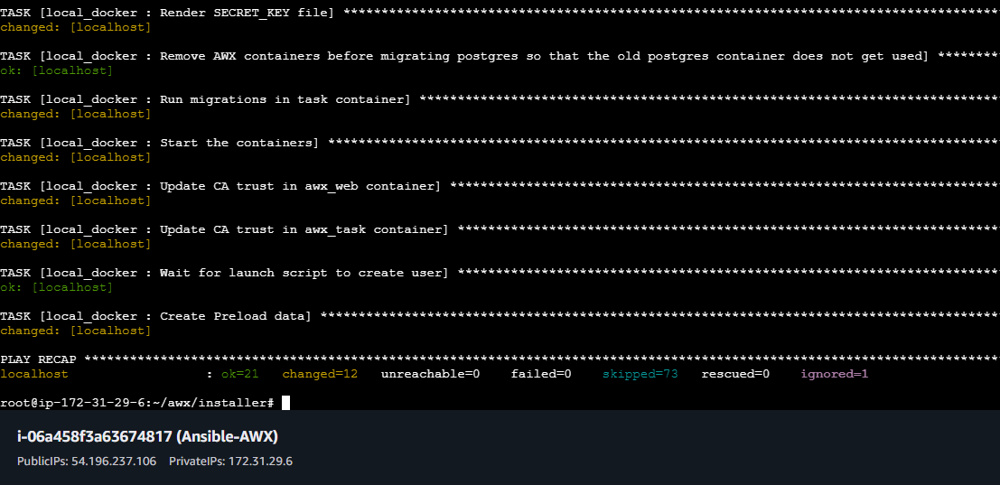 TASK [local_docker : Render SECRET_KEY file] **************************************************************************************
changed: [localhost]
TASK [local_docker : Remove AWX containers before migrating postgres so that the old postgres container does not get used] ********
ok: [localhost]
TASK [local_docker : Run migrations in task container] ****************************************************************************
changed: [localhost]
TASK [local_docker : Start the containers] ****************************************************************************************
changed: [localhost]
TASK [local_docker : Update CA trust in awx_web container] ************************************************************************
changed: [localhost]
TASK [local_docker : Update CA trust in awx_task container] ***********************************************************************
changed: [localhost]
TASK [local_docker : Wait for launch script to create user] ***********************************************************************
ok: [localhost]
TASK [local_docker : Create Preload data] *****************************************************************************************
changed: [localhost]
PLAY RECAP ************************************************************************************************************************
localhost                  : ok=21   changed=12   unreachable=0    failed=0    skipped=73   rescued=0    ignored=1
root@ip-172-31-29-6:~/awx/installer#
i-06a458f3a63674817 (Ansible-AWX)
PublicIPs: 54.196.237.106   PrivateIPs: 172.31.29.6